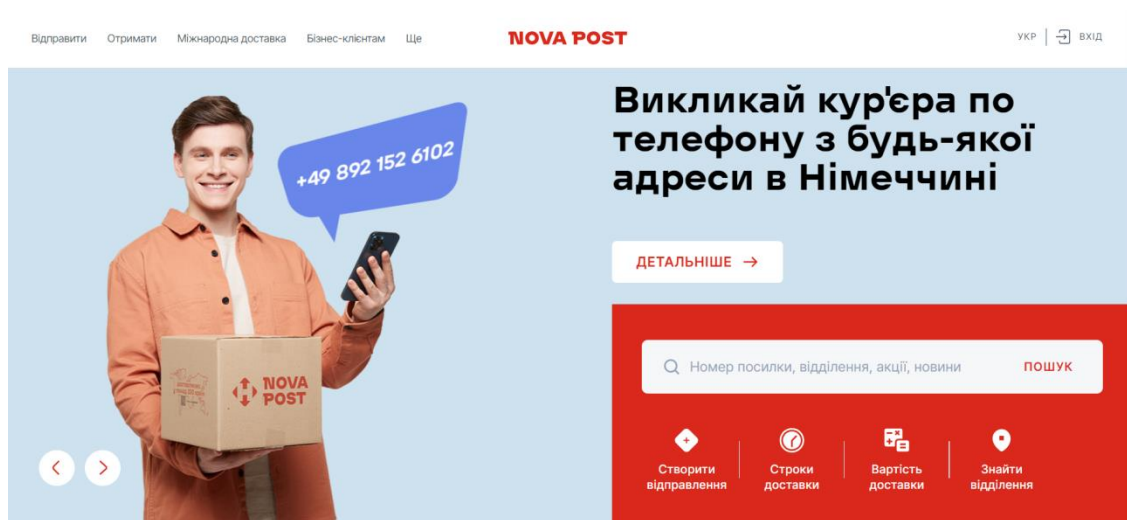 Відправити Отримати Міжнародна доставка Бізнес-клієнтам Ще
NOVA POST
УКР
ВХІД
+49 892 152 6102
NOVA
POST
Викликай кур'єра по
телефону з будь-якої
адреси в Німеччині
ДЕТАЛЬНІШЕ →
Номер посилки, відділення, акції, новини
ПОШУК
Створити
відправлення
Строки
доставки
Вартість
доставки
Знайти
відділення